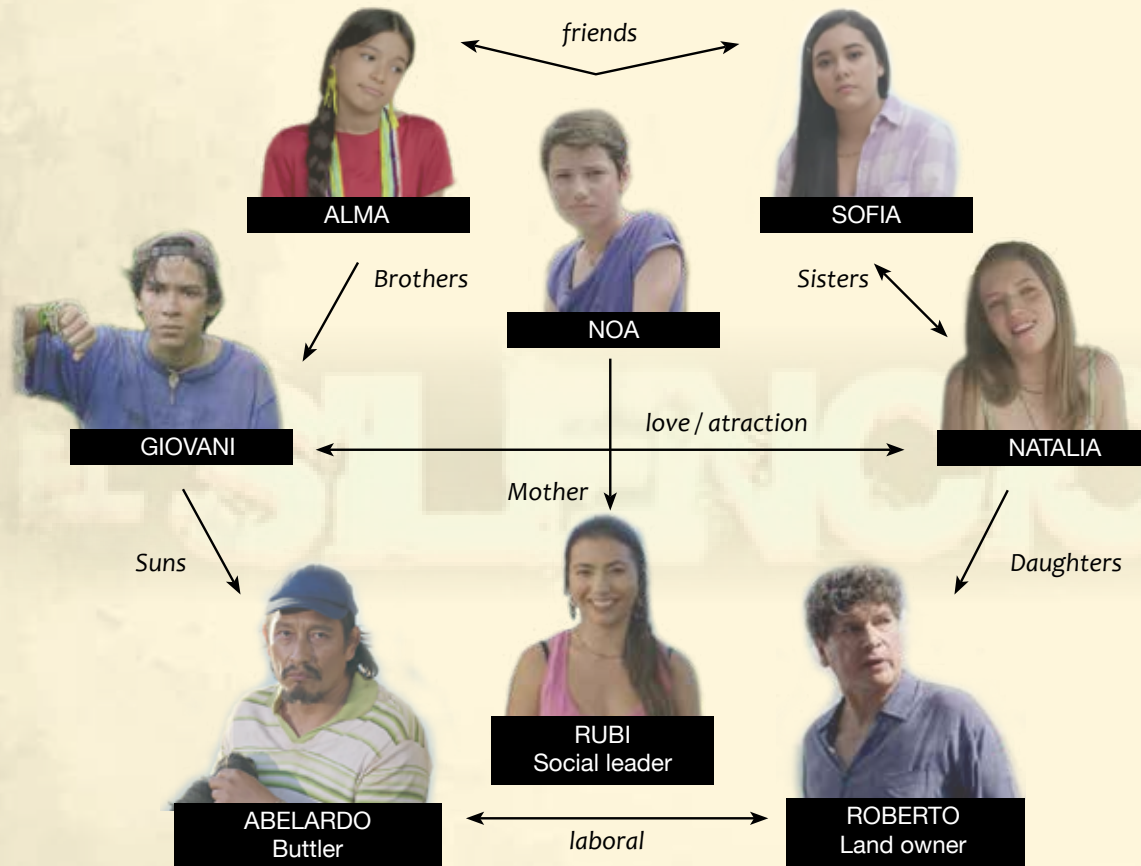 friends
ALMA
SOFIA
Brothers
NOA
Sisters
GIOVANI
love / atraction
NATALIA
Mother
Suns
Daughters
RUBI
Social leader
ABELARDO
Buttler
laboral
ROBERTO
Land owner